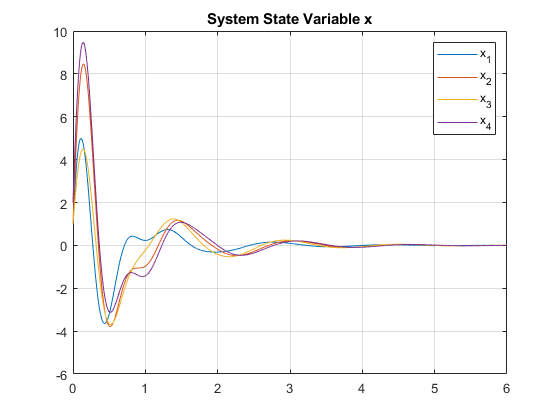 System State Variable x
10
8
6
4
2
0
-2
-4
-6
0 1 2 3 4 5 6
x₁
x₂
x₃
x₄